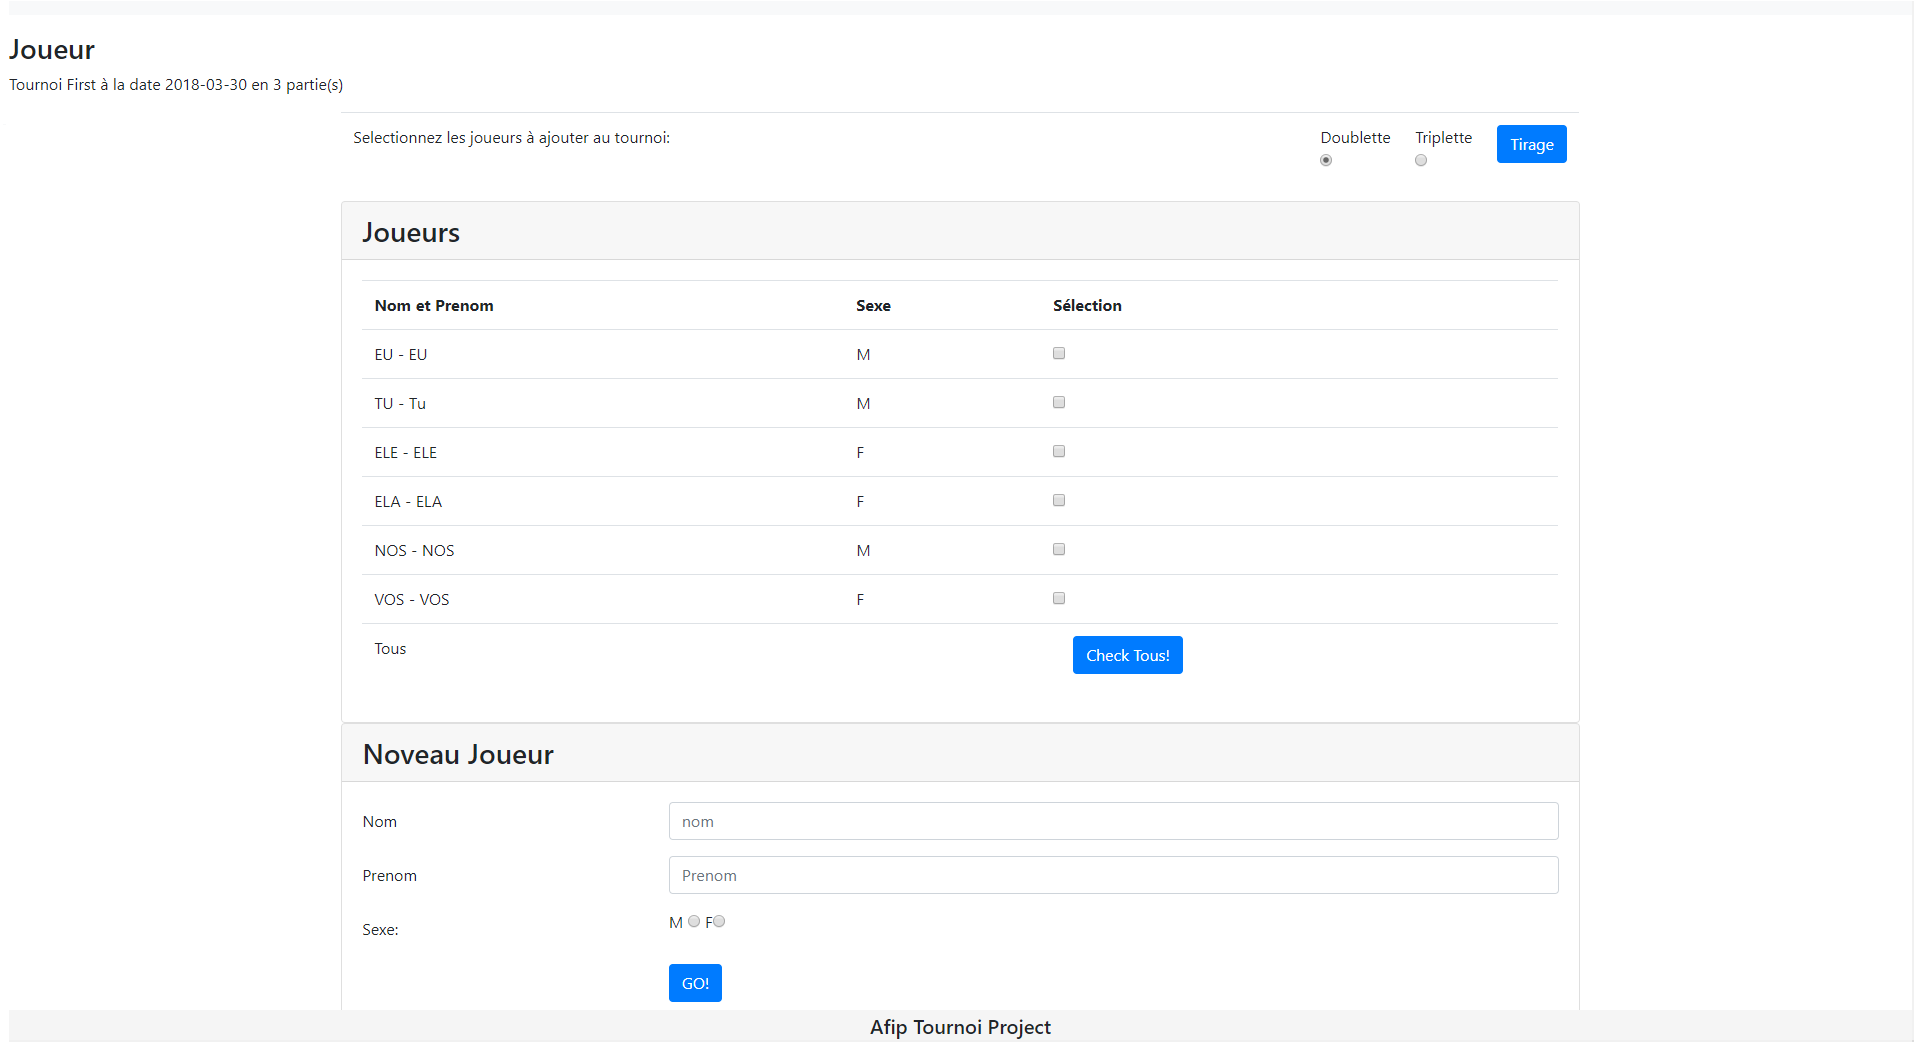 Joueur
Tournoi First à la date 2018-03-30 en 3 partie(s)
Selectionnez les joueurs à ajouter au tournoi: Doublette Triplette Tirage
Joueurs
Nom et Prenom Sexe Sélection
EU - EU M
TU - Tu M
ELE - ELE F
ELA - ELA F
NOS - NOS M
VOS - VOS F
Tous Check Tous!
Noveau Joueur
Nom nom
Prenom Prenom
Sexe: M F
GO!
Afip Tournoi Project